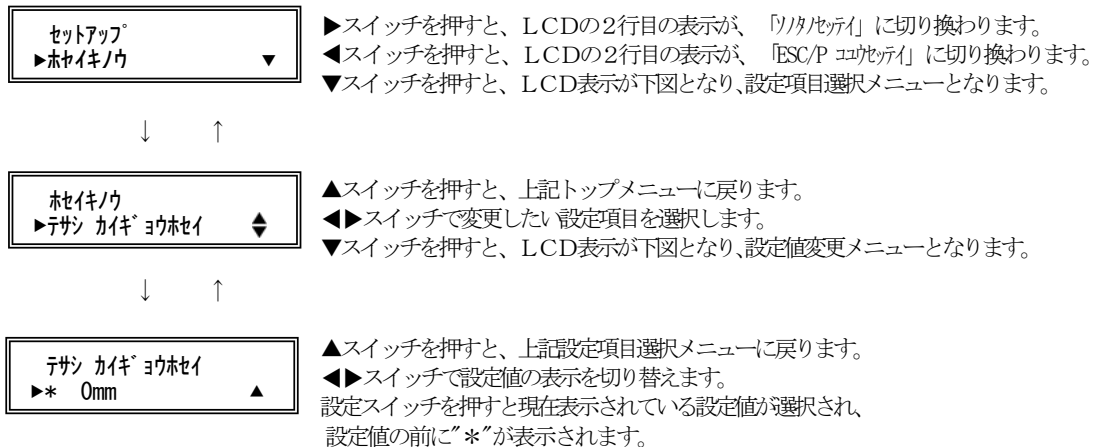 ｾｯﾄｱｯﾌﾟ
▶ﾎｾｲｷﾉｳ ▼
▶スイッチを押すと、ＬＣＤの２行目の表示が、「ｿﾉﾀﾉｾｯﾃｲ」に切り換わります。
◀スイッチを押すと、ＬＣＤの２行目の表示が、「ESC/P ｺﾕｳｾｯﾃｲ」に切り換わります。
▼スイッチを押すと、ＬＣＤ表示が下図となり、設定項目選択メニューとなります。
↓ ↑
ﾎｾｲｷﾉｳ
▶ﾃｻｼ ｶｲｷﾞｮｳﾎｾｲ ▲▼
▲スイッチを押すと、上記トップメニューに戻ります。
◀▶スイッチで変更したい設定項目を選択します。
▼スイッチを押すと、ＬＣＤ表示が下図となり、設定値変更メニューとなります。
↓ ↑
ﾃｻｼ ｶｲｷﾞｮｳﾎｾｲ
▶* 0mm ▲
▲スイッチを押すと、上記設定項目選択メニューに戻ります。
◀▶スイッチで設定値の表示を切り替えます。
設定スイッチを押すと現在表示されている設定値が選択され、
設定値の前に"＊"が表示されます。